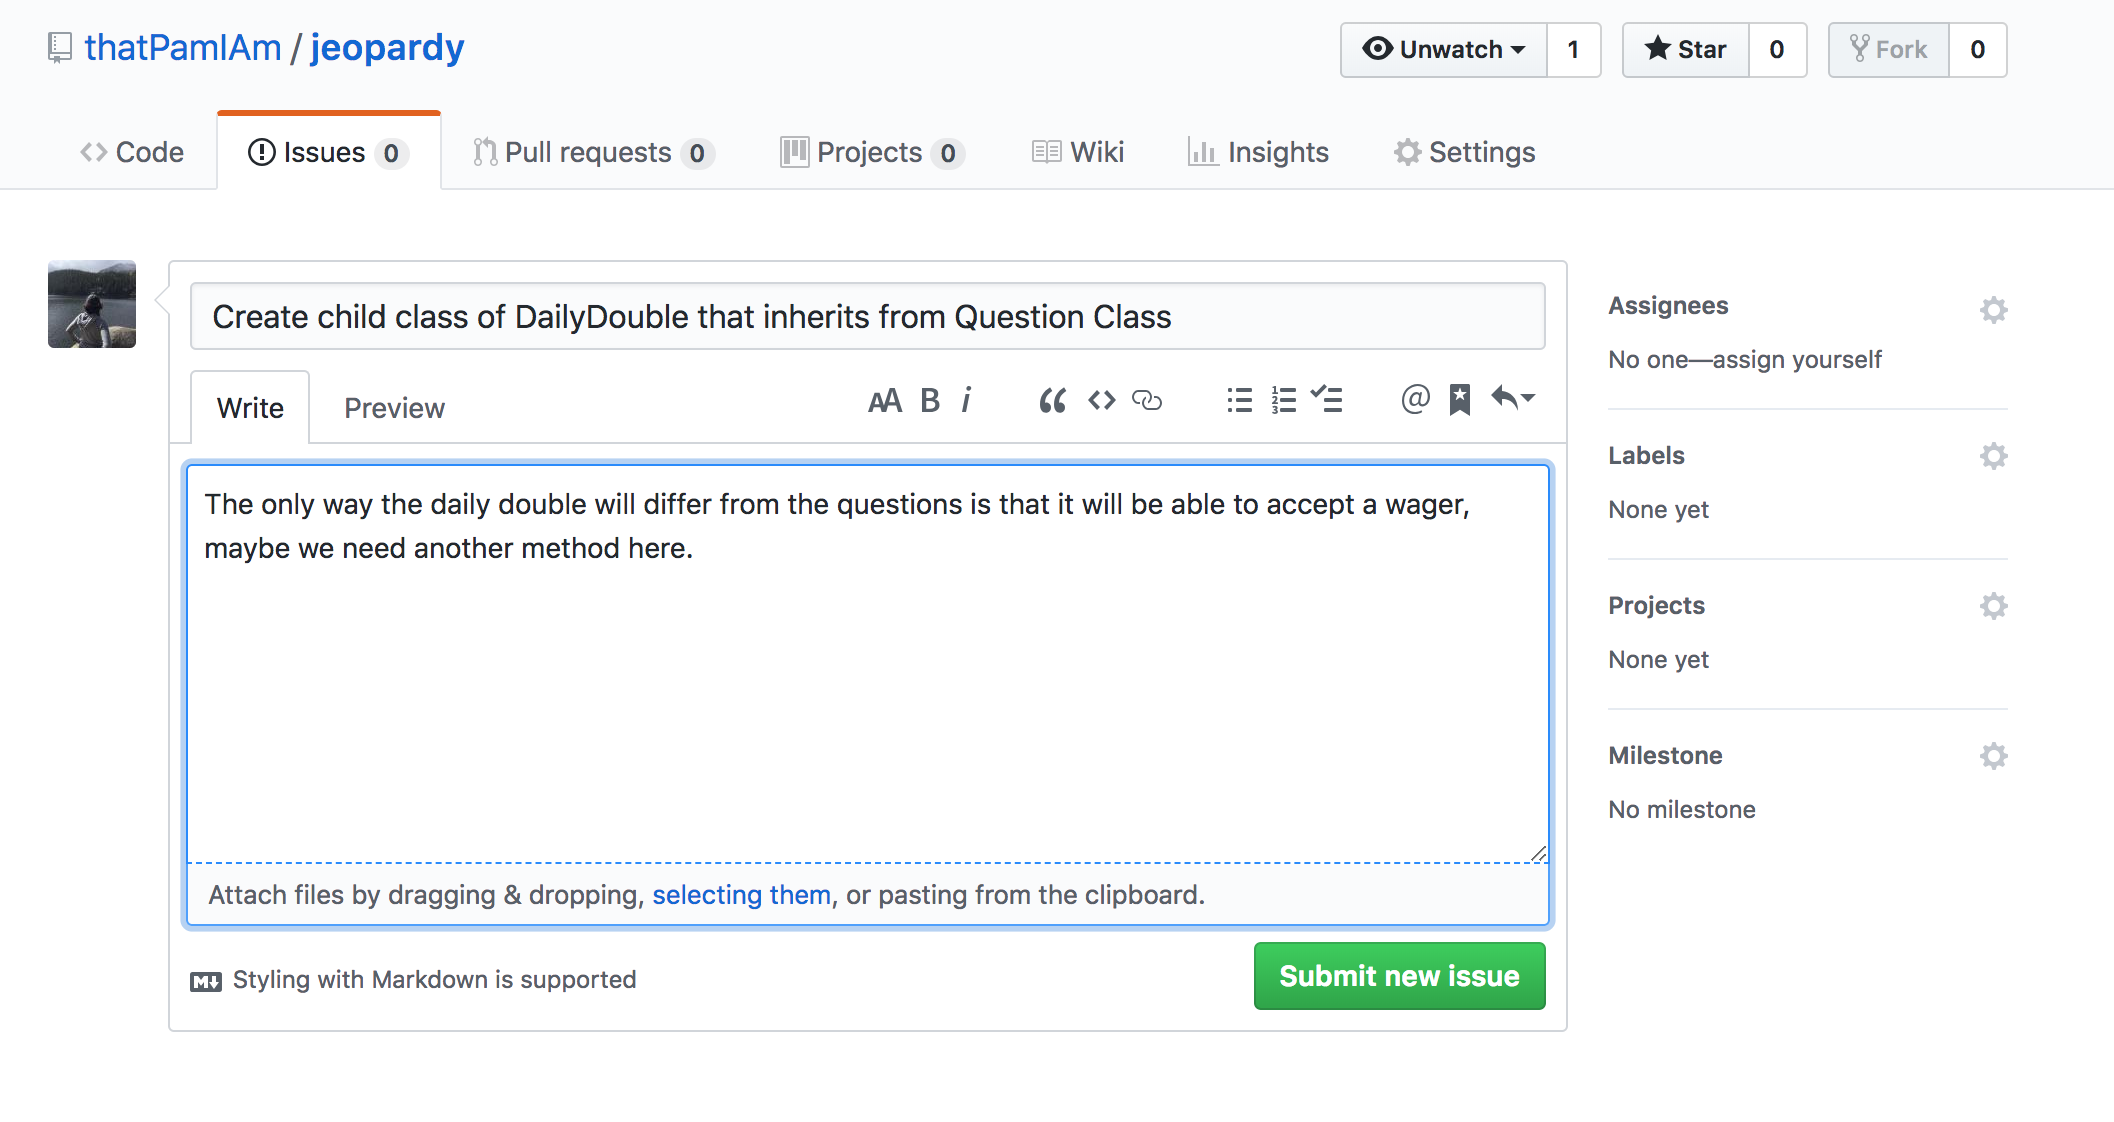 thatPamIAm / jeopardy
Unwatch 1 Star 0 Fork 0
Code Issues 0 Pull requests 0 Projects 0 Wiki Insights Settings
Create child class of DailyDouble that inherits from Question Class
Write Preview AA B i “ <> @
The only way the daily double will differ from the questions is that it will be able to accept a wager,
maybe we need another method here.
Attach files by dragging & dropping, selecting them, or pasting from the clipboard.
M Styling with Markdown is supported
Submit new issue
Assignees
No one—assign yourself
Labels
None yet
Projects
None yet
Milestone
No milestone